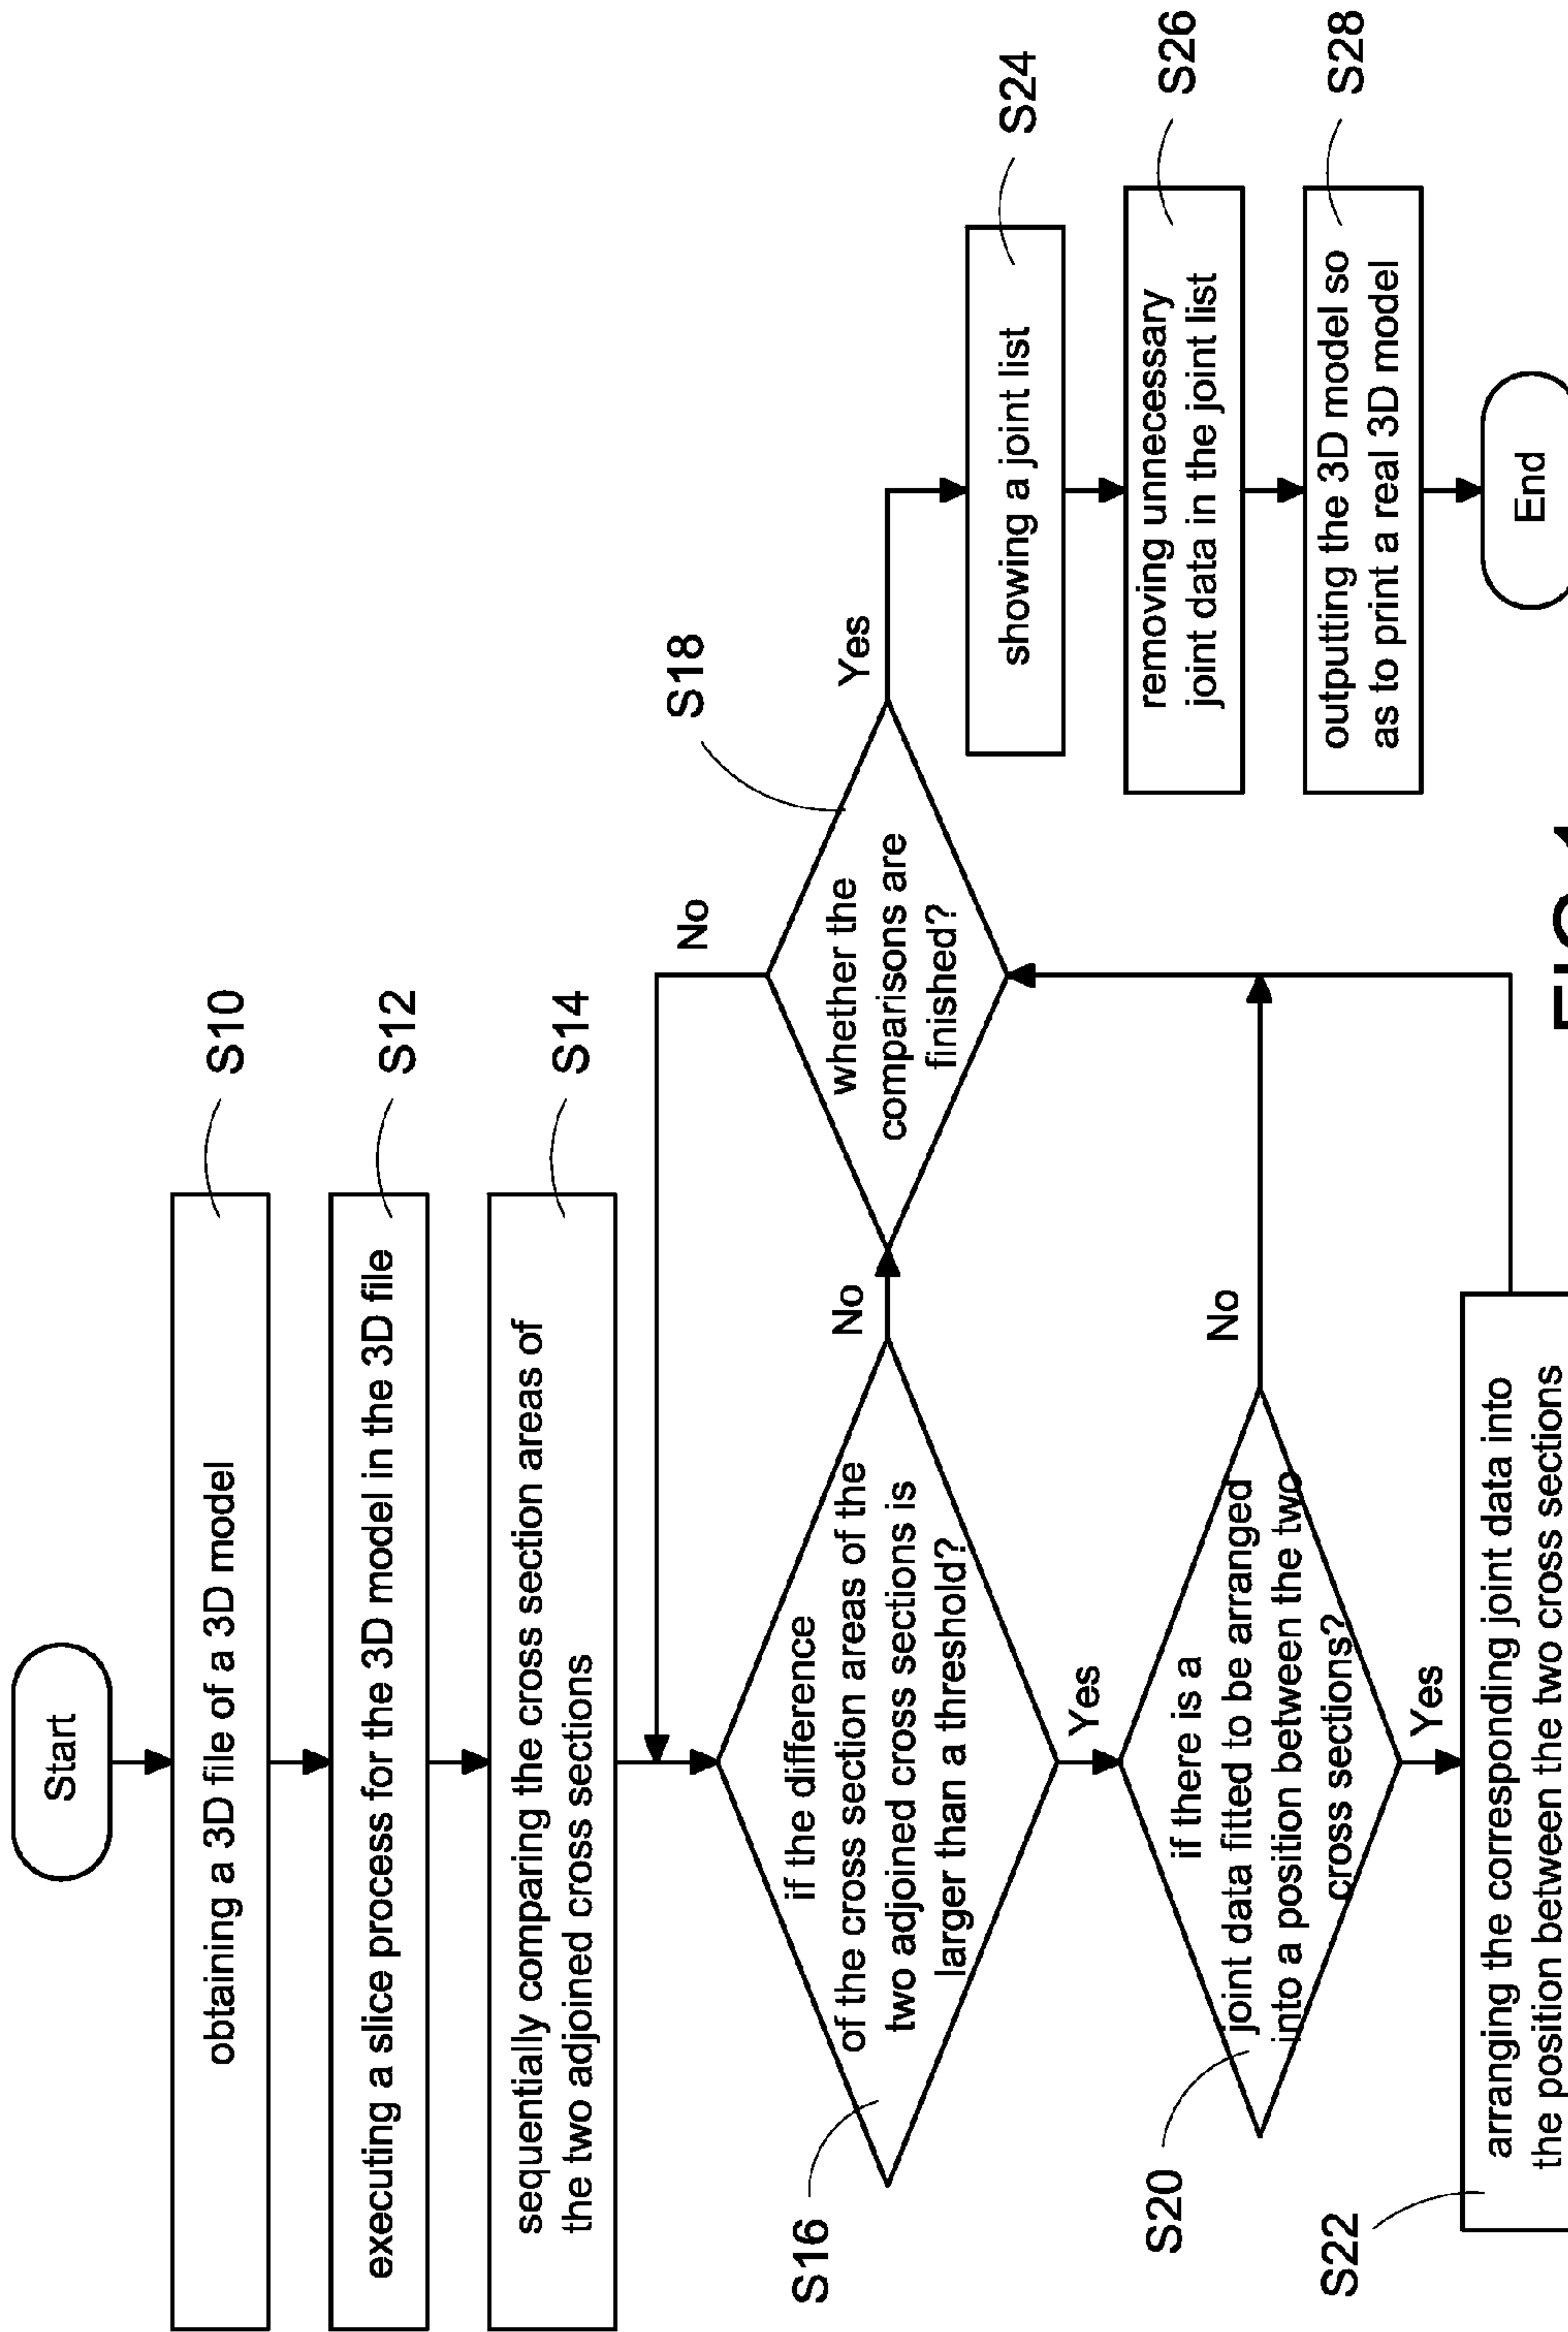 Start
obtaining a 3D file of a 3D model
S10
executing a slice process for the 3D model in the 3D file
S12
sequentially comparing the cross section areas of
the two adjoined cross sections
S14
if the difference
of the cross section areas of the
two adjoined cross sections is
larger than a threshold?
S16
No
Yes
whether the
comparisons are
finished?
S18
No
Yes
if there is a
joint data fitted to be arranged
into a position between the two
cross sections?
S20
No
Yes
arranging the corresponding joint data into
the position between the two cross sections
S22
showing a joint list
S24
removing unnecessary
joint data in the joint list
S26
outputting the 3D model so
as to print a real 3D model
S28
End